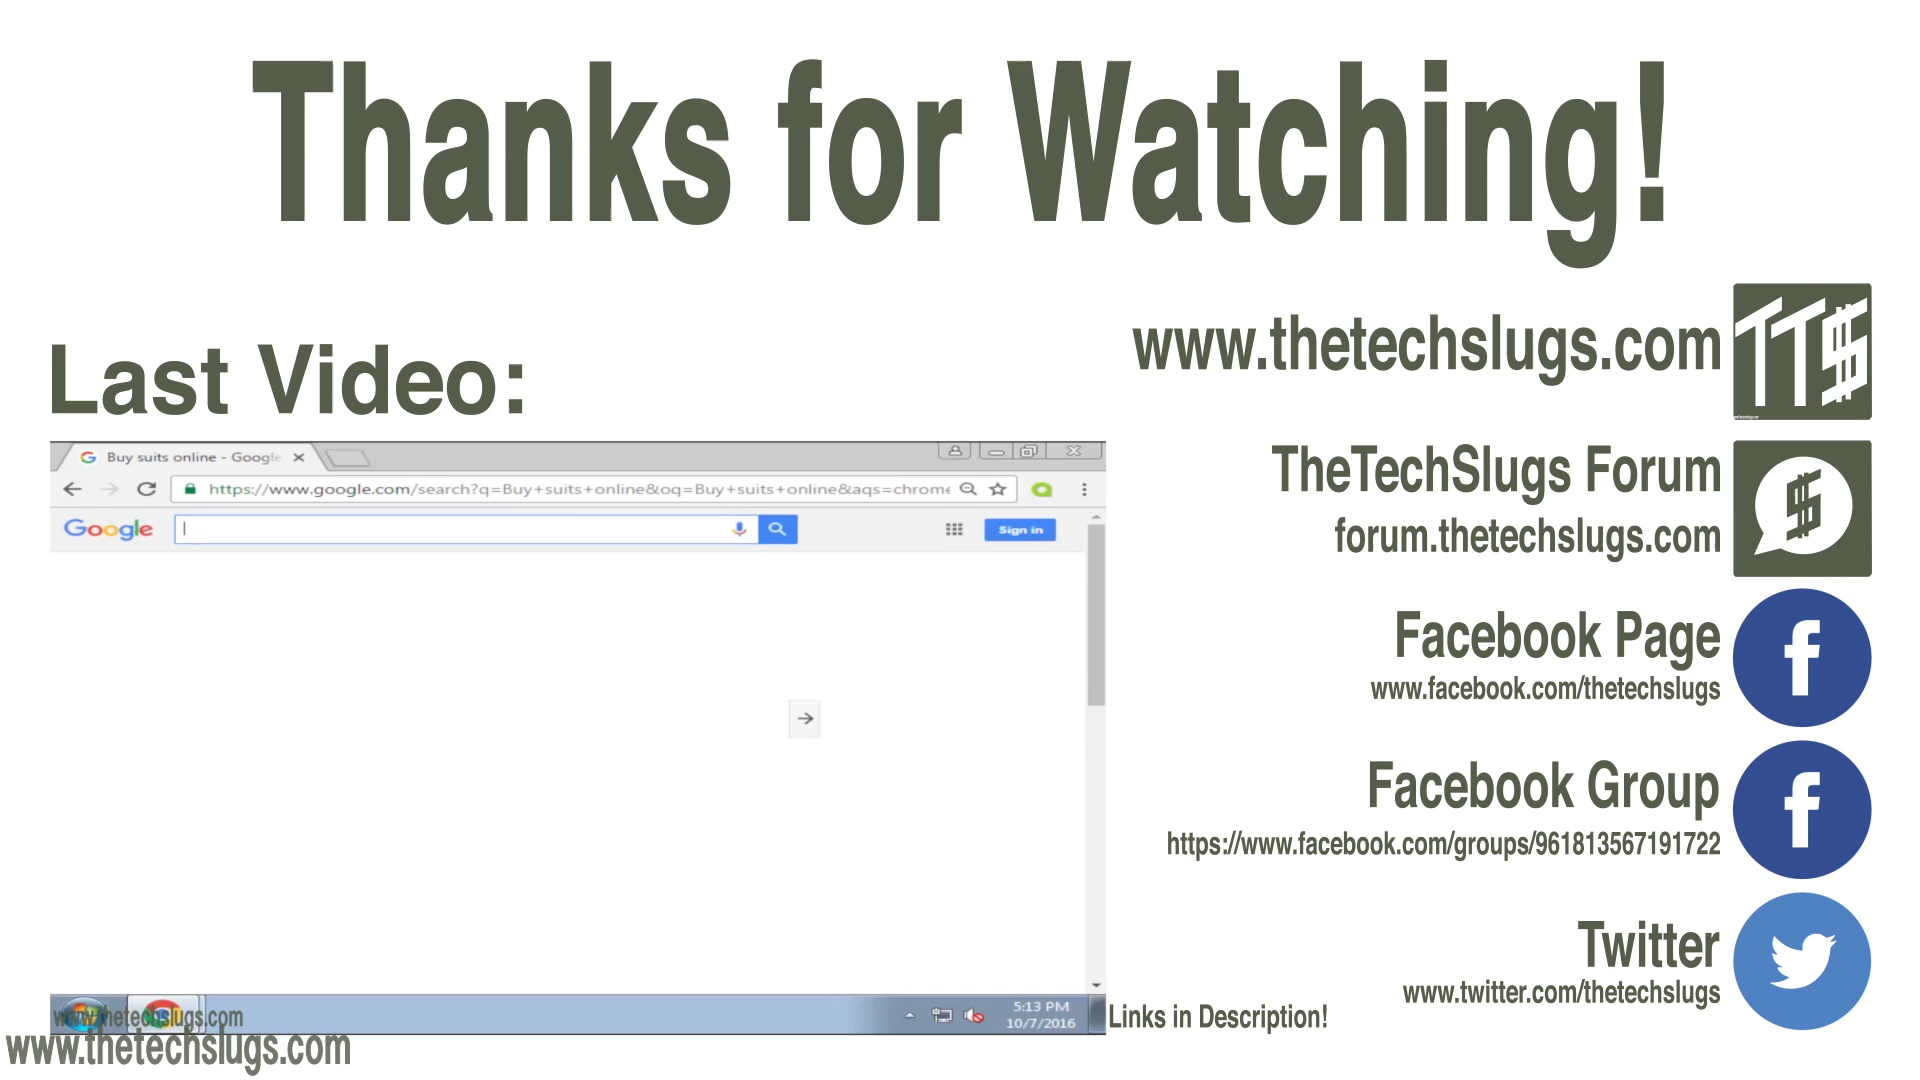 Thanks for Watching!
www.thetechslugs.com
TT$
Last Video:
TheTechSlugs Forum
forum.thetechslugs.com
Buy suits online - Google
https://www.google.com/search?q=Buy+suits+online&oq=Buy+suits+online&aqs=chrome
Google
Sign in
Facebook Page
www.facebook.com/thetechslugs
Facebook Group
https://www.facebook.com/groups/961813567191722
Twitter
www.twitter.com/thetechslugs
5:13 PM
10/7/2016
Links in Description!
www.thetechslugs.com
www.thetechslugs.com